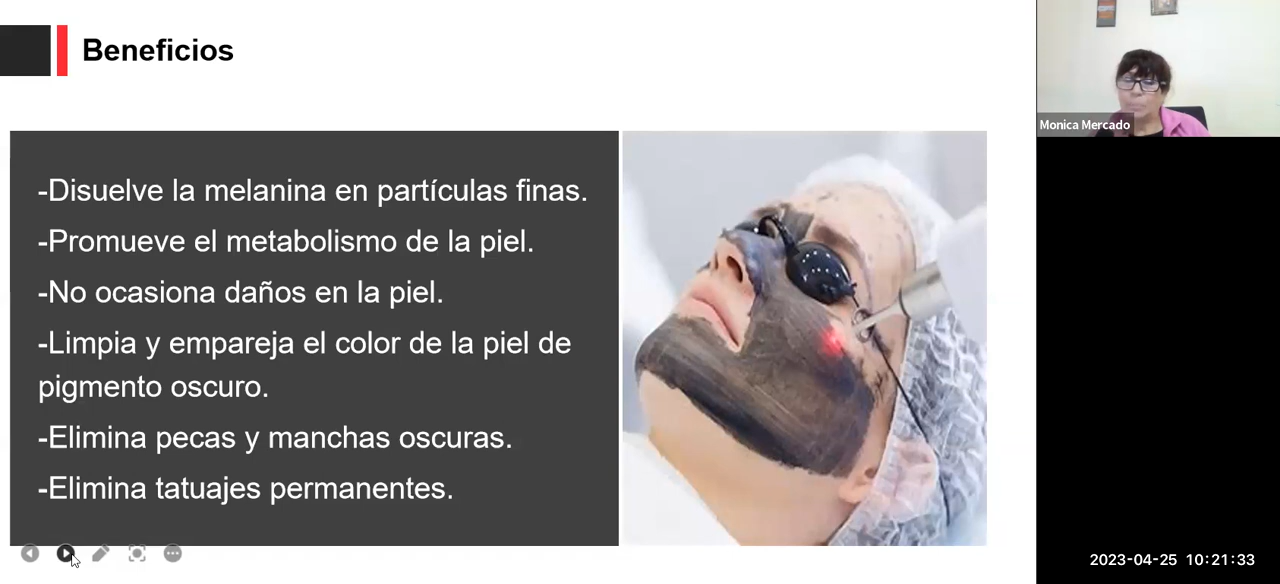 Beneficios
-Disuelve la melanina en partículas finas.
-Promueve el metabolismo de la piel.
-No ocasiona daños en la piel.
-Limpia y empareja el color de la piel de
pigmento oscuro.
-Elimina pecas y manchas oscuras.
-Elimina tatuajes permanentes.
Monica Mercado
2023-04-25 10:21:33